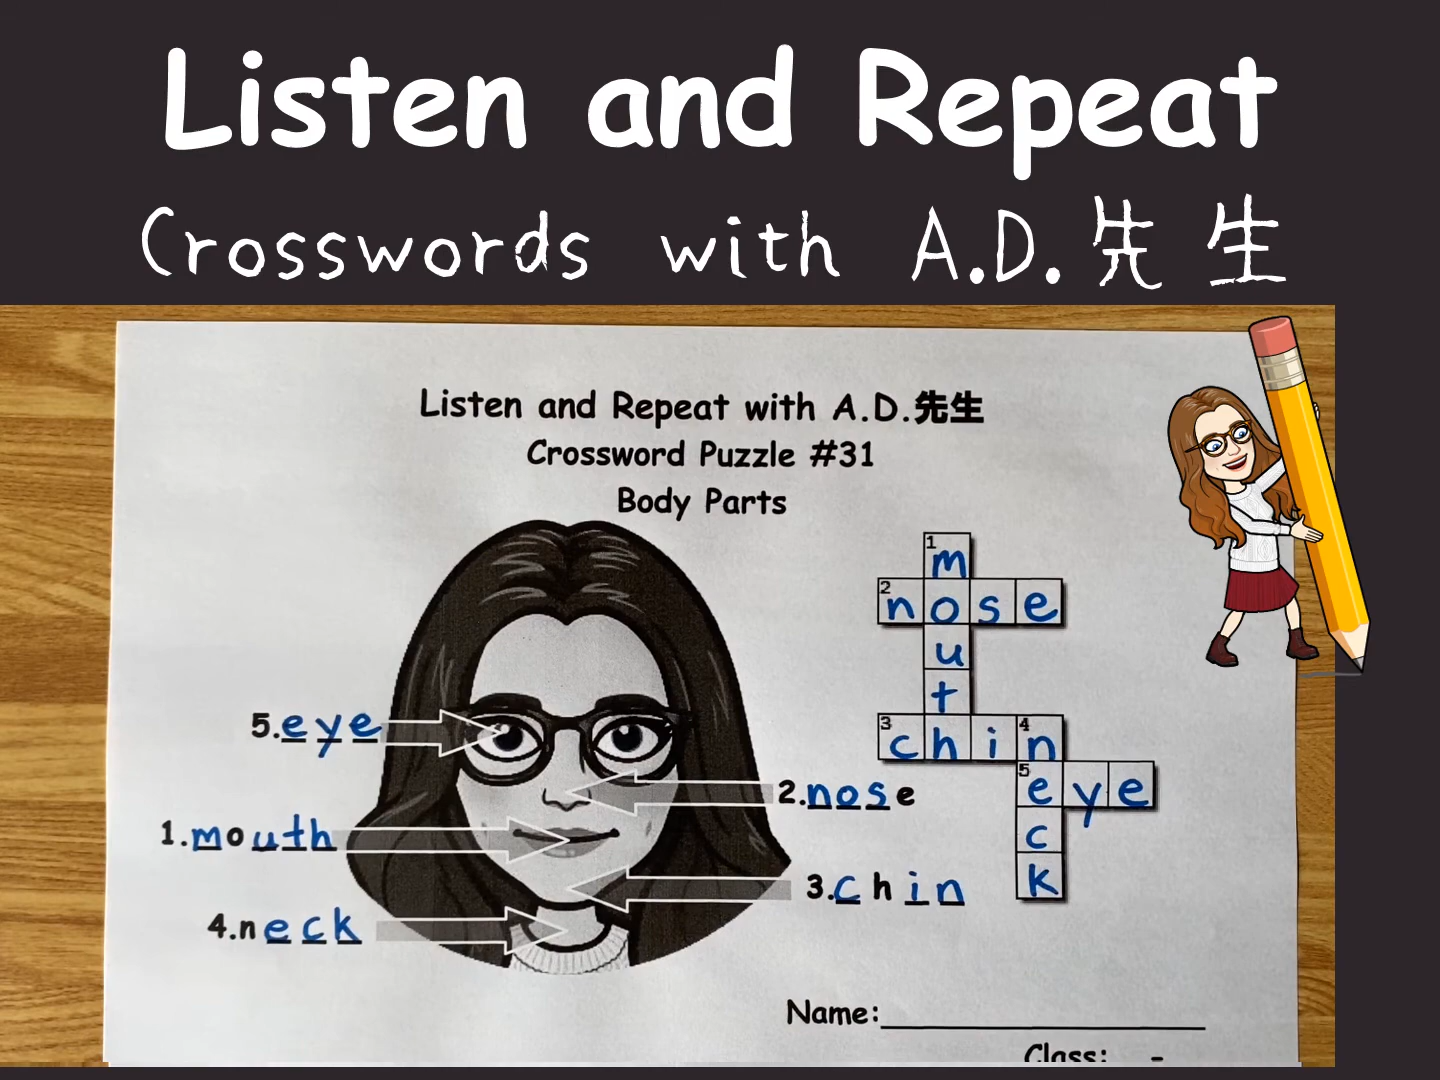 Listen and Repeat
Crosswords with A.D.先生
Listen and Repeat with A.D.先生
Crossword Puzzle #31
Body Parts
1
m
2
n o s e
u
t
3 4
c h i n
5
e y e
c
k
5.eye
2.nose
1.mouth
3.chin
4.neck
Name:
Class: -